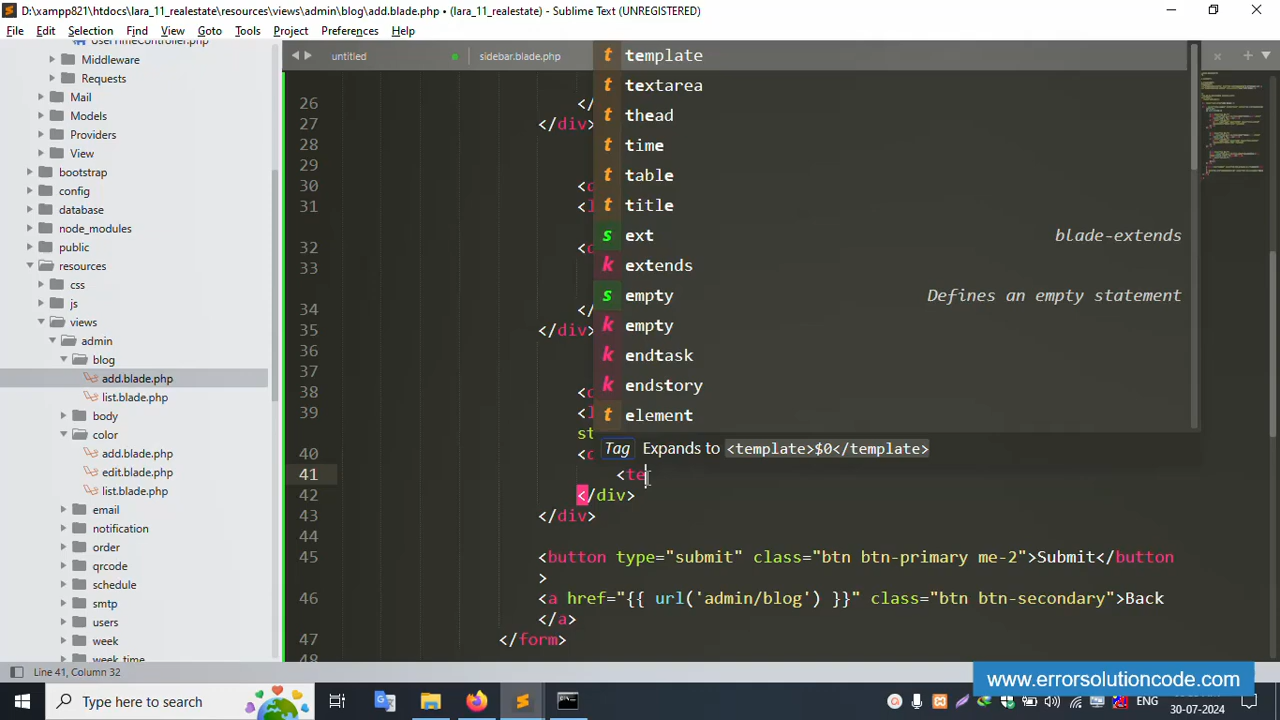 D:\xampp821\htdocs\lara_11_realestate\resources\views\admin\blog\add.blade.php • (lara_11_realestate) - Sublime Text (UNREGISTERED)
File Edit Selection Find View Goto Tools Project Preferences Help
UserTimeController.php
Middleware
Requests
Mail
Models
Providers
View
bootstrap
config
database
node_modules
public
resources
css
js
views
admin
blog
add.blade.php
list.blade.php
body
color
add.blade.php
edit.blade.php
list.blade.php
email
notification
order
qrcode
schedule
smtp
users
week
week_time
untitled
sidebar.blade.php
template
textarea
thead
time
table
title
ext blade-extends
extends
empty Defines an empty statement
empty
endtask
endstory
element
Tag Expands to <template>$0</template>
26 </
27 </div>
28
29
30 <d
31 <l
32 <d
33
34 </
35 </div>
36
37
38 <d
39 <l
st
40 <d
41 <te
42 </div>
43 </div>
44
45 <button type="submit" class="btn btn-primary me-2">Submit</button
>
46 <a href="{{ url('admin/blog') }}" class="btn btn-secondary">Back
</a>
47 </form>
48
Line 41, Column 32
www.errorsolutioncode.com
Type here to search
ENG
30-07-2024